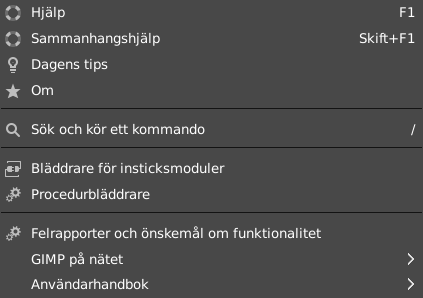 Hjälp F1
Sammanhangshjälp Skift+F1
Dagens tips
Om
Sök och kör ett kommando /
Bläddrare för insticksmoduler
Procedurbläddrare
Felrapporter och önskemål om funktionalitet
GIMP på nätet
Användarhandbok